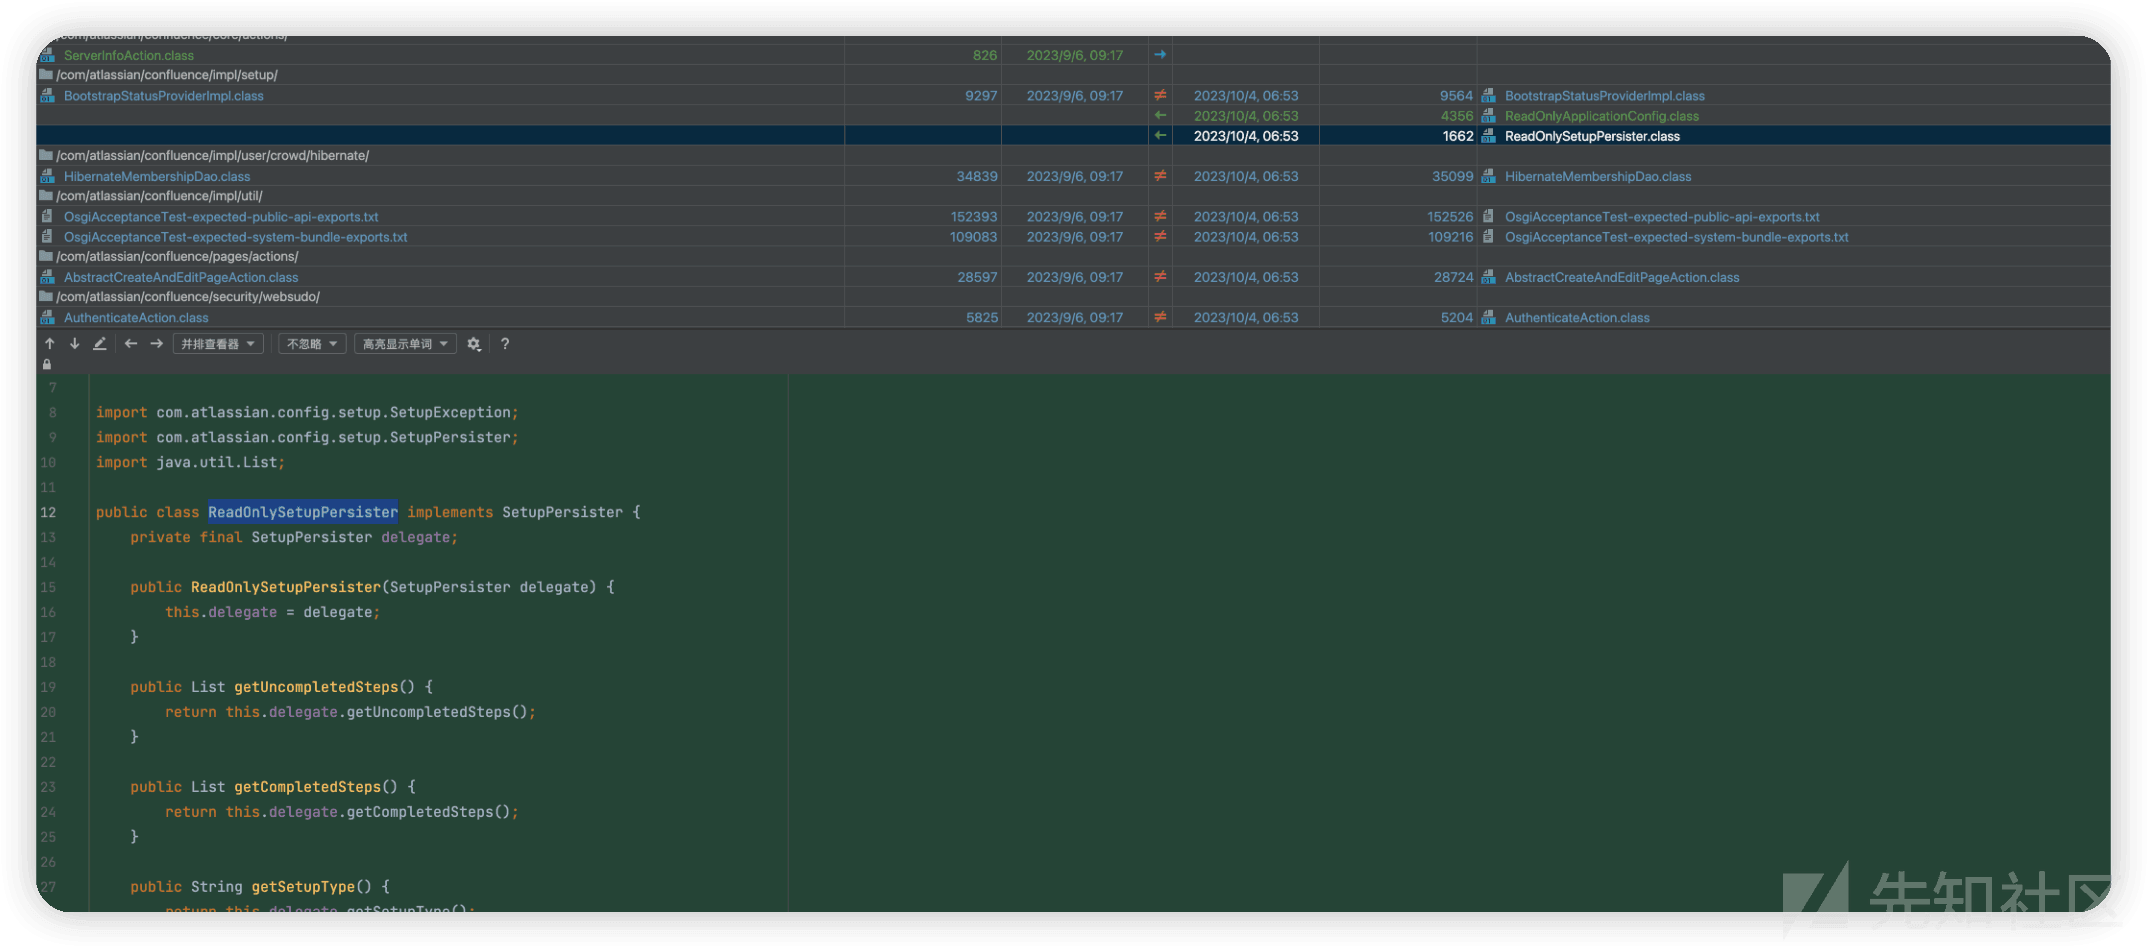 /com/atlassian/confluence/core/actions/
ServerInfoAction.class 826 2023/9/6, 09:17
/com/atlassian/confluence/impl/setup/
BootstrapStatusProviderImpl.class 9297 2023/9/6, 09:17 ≠ 2023/10/4, 06:53 9564 BootstrapStatusProviderImpl.class
2023/10/4, 06:53 4356 ReadOnlyApplicationConfig.class
2023/10/4, 06:53 1662 ReadOnlySetupPersister.class
/com/atlassian/confluence/impl/user/crowd/hibernate/
HibernateMembershipDao.class 34839 2023/9/6, 09:17 ≠ 2023/10/4, 06:53 35099 HibernateMembershipDao.class
/com/atlassian/confluence/impl/util/
OsgiAcceptanceTest-expected-public-api-exports.txt 152393 2023/9/6, 09:17 ≠ 2023/10/4, 06:53 152526 OsgiAcceptanceTest-expected-public-api-exports.txt
OsgiAcceptanceTest-expected-system-bundle-exports.txt 109083 2023/9/6, 09:17 ≠ 2023/10/4, 06:53 109216 OsgiAcceptanceTest-expected-system-bundle-exports.txt
/com/atlassian/confluence/pages/actions/
AbstractCreateAndEditPageAction.class 28597 2023/9/6, 09:17 ≠ 2023/10/4, 06:53 28724 AbstractCreateAndEditPageAction.class
/com/atlassian/confluence/security/websudo/
AuthenticateAction.class 5825 2023/9/6, 09:17 ≠ 2023/10/4, 06:53 5204 AuthenticateAction.class
并排查看器 不忽略 高亮显示单词 ?
7
8 import com.atlassian.config.setup.SetupException;
9 import com.atlassian.config.setup.SetupPersister;
10 import java.util.List;
11
12 public class ReadOnlySetupPersister implements SetupPersister {
13 private final SetupPersister delegate;
14
15 public ReadOnlySetupPersister(SetupPersister delegate) {
16 this.delegate = delegate;
17 }
18
19 public List getUncompletedSteps() {
20 return this.delegate.getUncompletedSteps();
21 }
22
23 public List getCompletedSteps() {
24 return this.delegate.getCompletedSteps();
25 }
26
27 public String getSetupType() {
return this.delegate.getSetupType();
先知社区